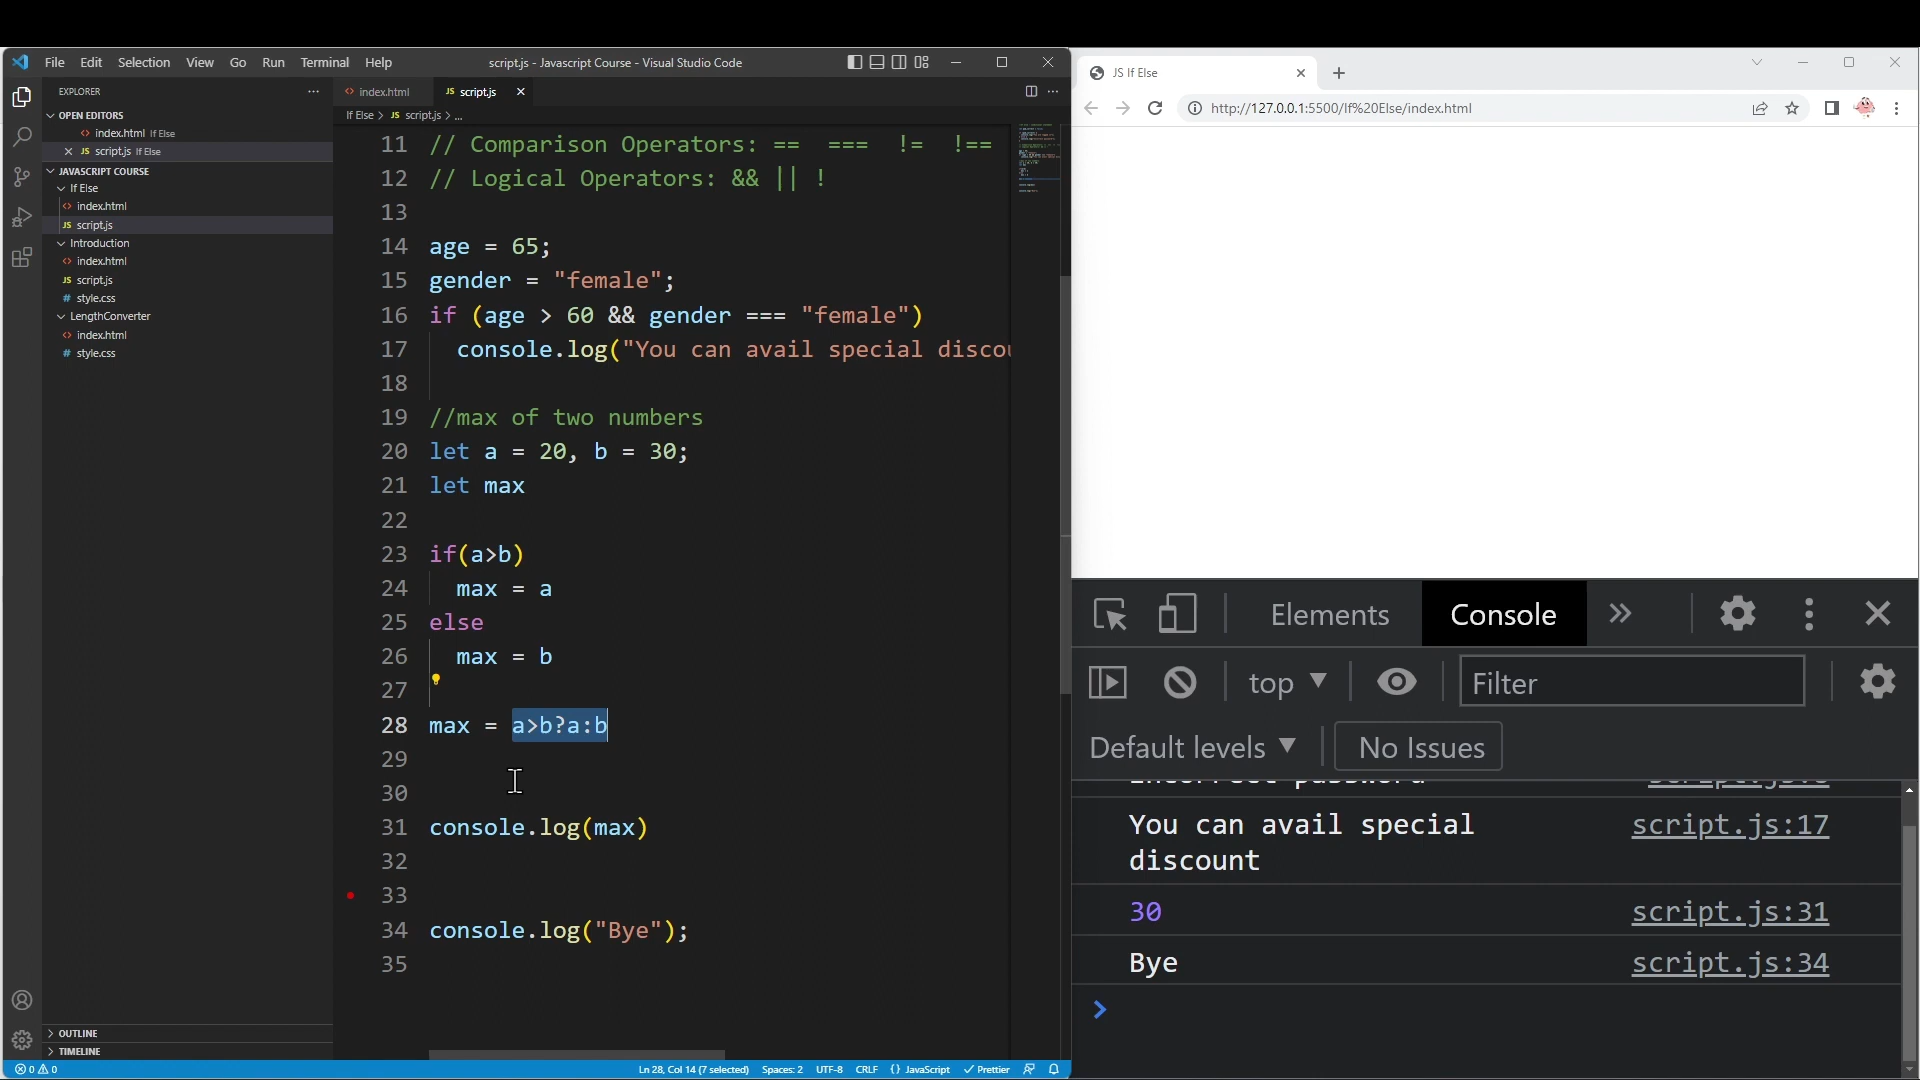 File Edit Selection View Go Run Terminal Help
script.js - Javascript Course - Visual Studio Code
EXPLORER
OPEN EDITORS
index.html If Else
script.js If Else
JAVASCRIPT COURSE
If Else
index.html
script.js
Introduction
index.html
script.js
style.css
LengthConverter
index.html
style.css
OUTLINE
TIMELINE
index.html
script.js
If Else > script.js > ...
11 // Comparison Operators: == === != !==
12 // Logical Operators: && || !
13
14 age = 65;
15 gender = "female";
16 if (age > 60 && gender === "female")
17 console.log("You can avail special discou
18
19 //max of two numbers
20 let a = 20, b = 30;
21 let max
22
23 if(a>b)
24 max = a
25 else
26 max = b
27
28 max = a>b?a:b
29
30
31 console.log(max)
32
33
34 console.log("Bye");
35
0 0
Ln 28, Col 14 (7 selected) Spaces: 2 UTF-8 CRLF {} JavaScript Prettier
JS If Else
http://127.0.0.1:5500/If%20Else/index.html
Elements Console
top Filter
Default levels No Issues
You can avail special script.js:17
discount
30 script.js:31
Bye script.js:34